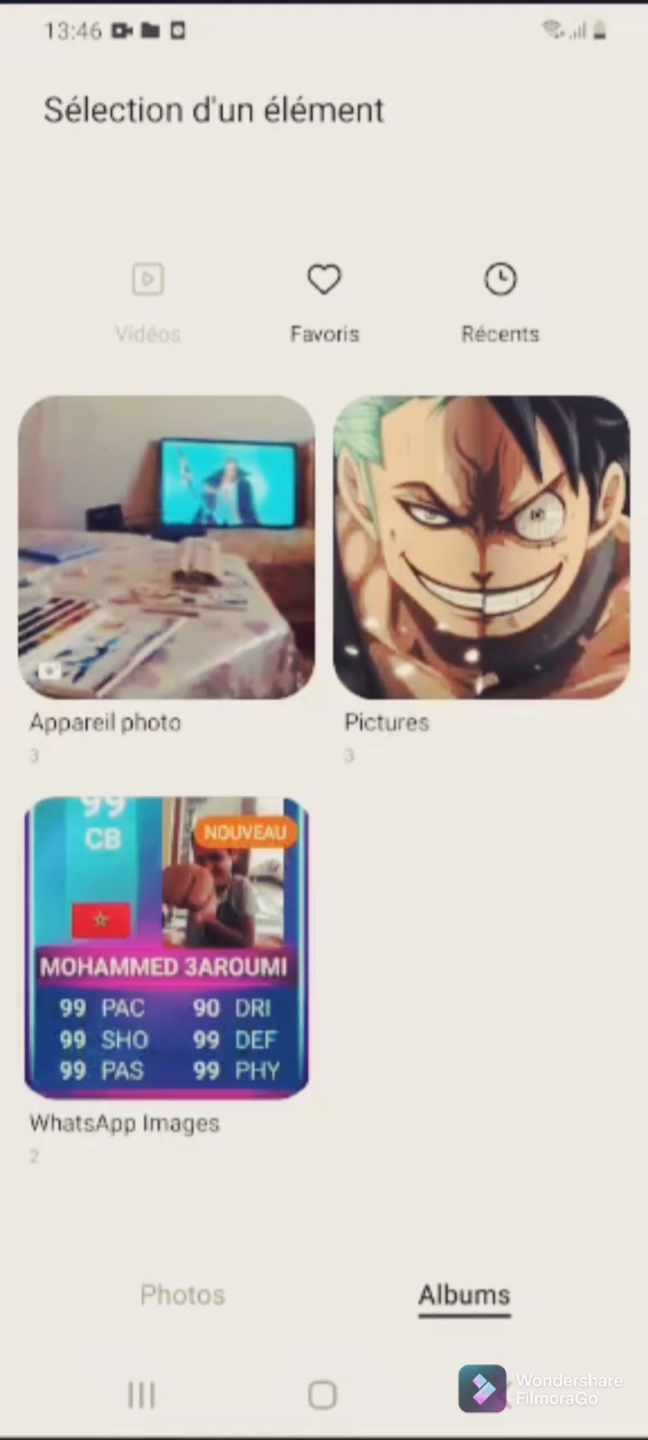 13:46
Sélection d'un élément
Vidéos Favoris Récents
Appareil photo Pictures
3 3
99
CB
NOUVEAU
MOHAMMED 3AROUMI
99 PAC 90 DRI
99 SHO 99 DEF
99 PAS 99 PHY
WhatsApp Images
2
Photos Albums
Wondershare
FilmoraGo